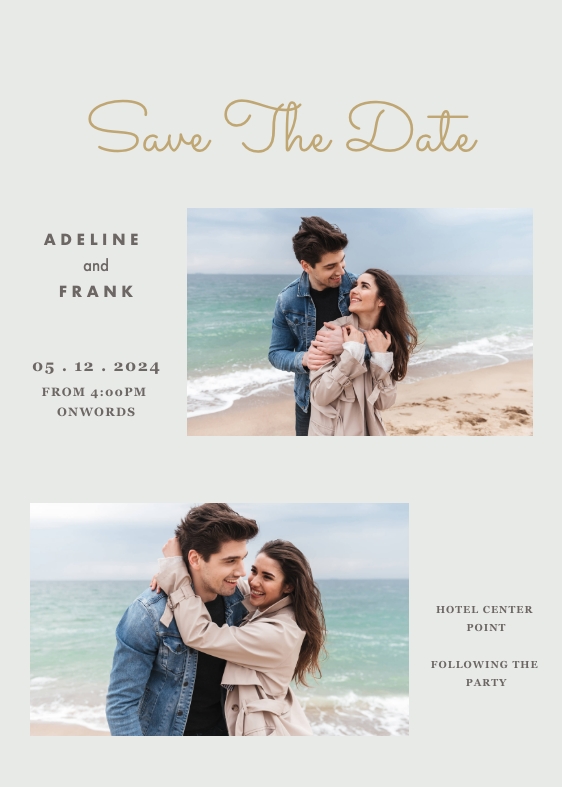 Save The Date
ADELINE
and
FRANK
05 . 12 . 2024
FROM 4:00PM
ONWORDS
HOTEL CENTER
POINT
FOLLOWING THE
PARTY